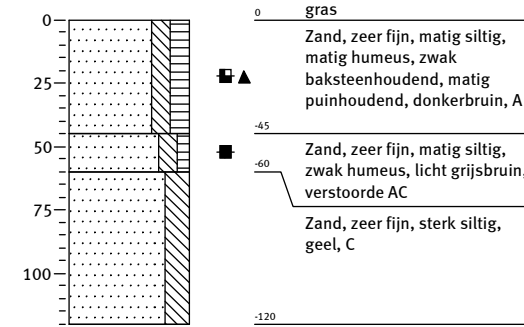 0
25
50
75
100
0
gras
Zand, zeer fijn, matig siltig,
matig humeus, zwak
baksteenhoudend, matig
puinhoudend, donkerbruin, A
-45
Zand, zeer fijn, matig siltig,
zwak humeus, licht grijsbruin,
verstoorde AC
-60
Zand, zeer fijn, sterk siltig,
geel, C
-120